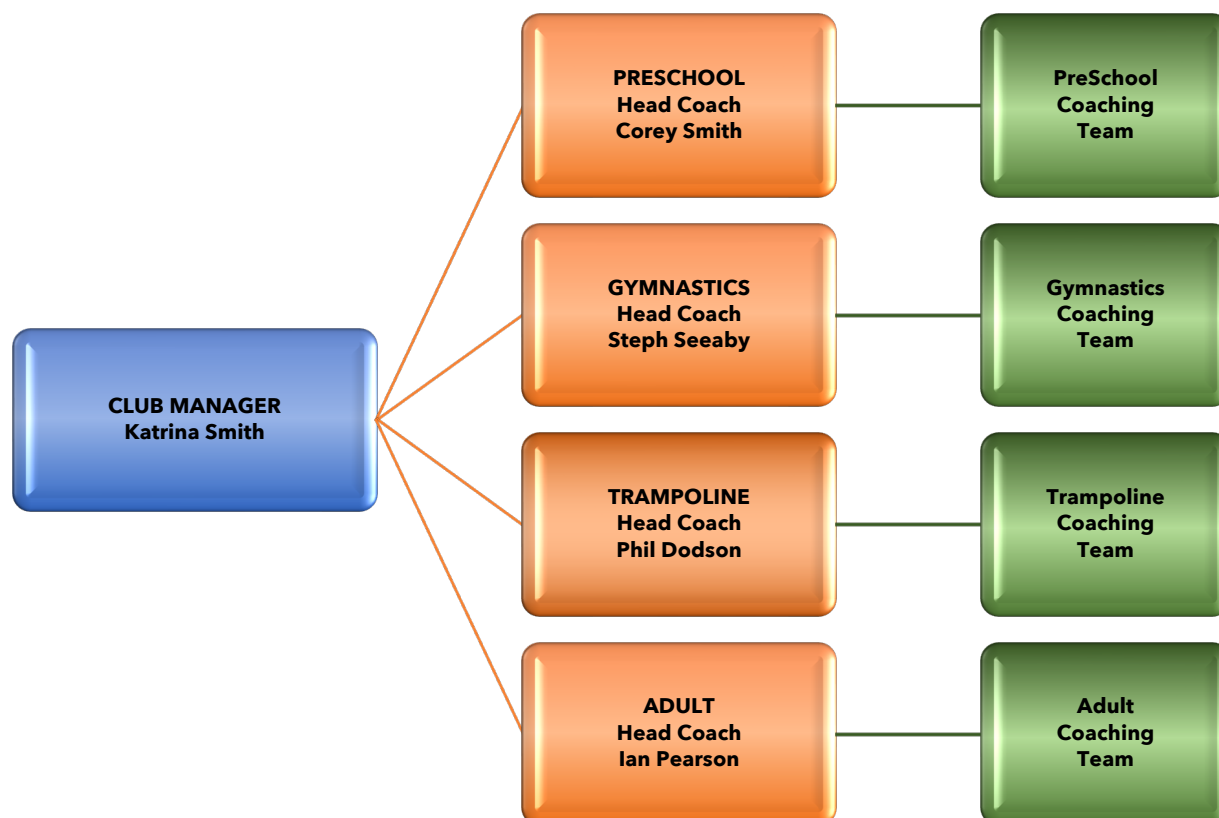 PRESCHOOL
Head Coach
Corey Smith
PreSchool
Coaching
Team
GYMNASTICS
Head Coach
Steph Seeaby
Gymnastics
Coaching
Team
CLUB MANAGER
Katrina Smith
TRAMPOLINE
Head Coach
Phil Dodson
Trampoline
Coaching
Team
ADULT
Head Coach
Ian Pearson
Adult
Coaching
Team